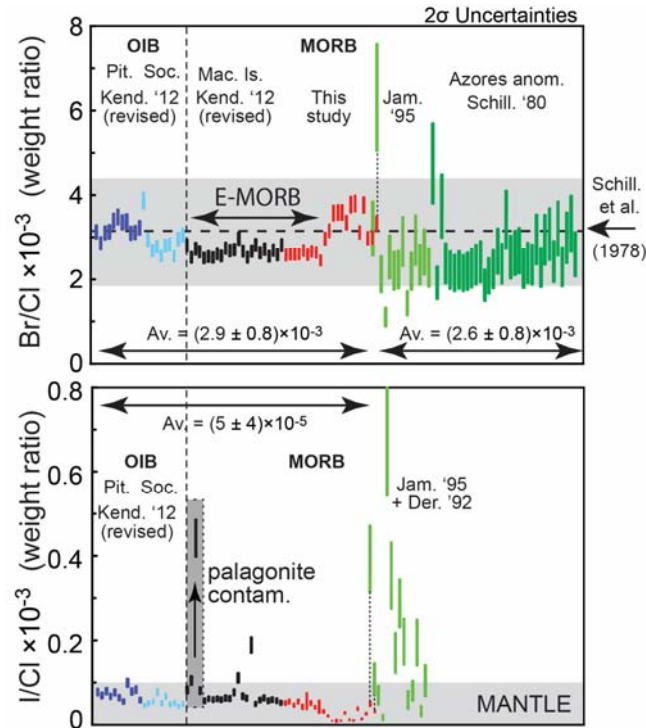 2σ Uncertainties
OIB
MORB
Pit. Soc.
Kend. ‘12
(revised)
Mac. Is.
Kend. ‘12
(revised)
This
study
Jam.
‘95
Azores anom.
Schill. ‘80
E-MORB
Schill.
et al.
(1978)
Av. = (2.9 ± 0.8)×10-3
Av. = (2.6 ± 0.8)×10-3
Br/Cl ×10-3 (weight ratio)
8
6
4
2
0
Av. = (5 ± 4)×10-5
OIB
MORB
Pit. Soc.
Kend. ‘12
(revised)
Jam. ‘95
+ Der. ‘92
palagonite
contam.
MANTLE
I/Cl ×10-3 (weight ratio)
0.8
0.6
0.4
0.2
0